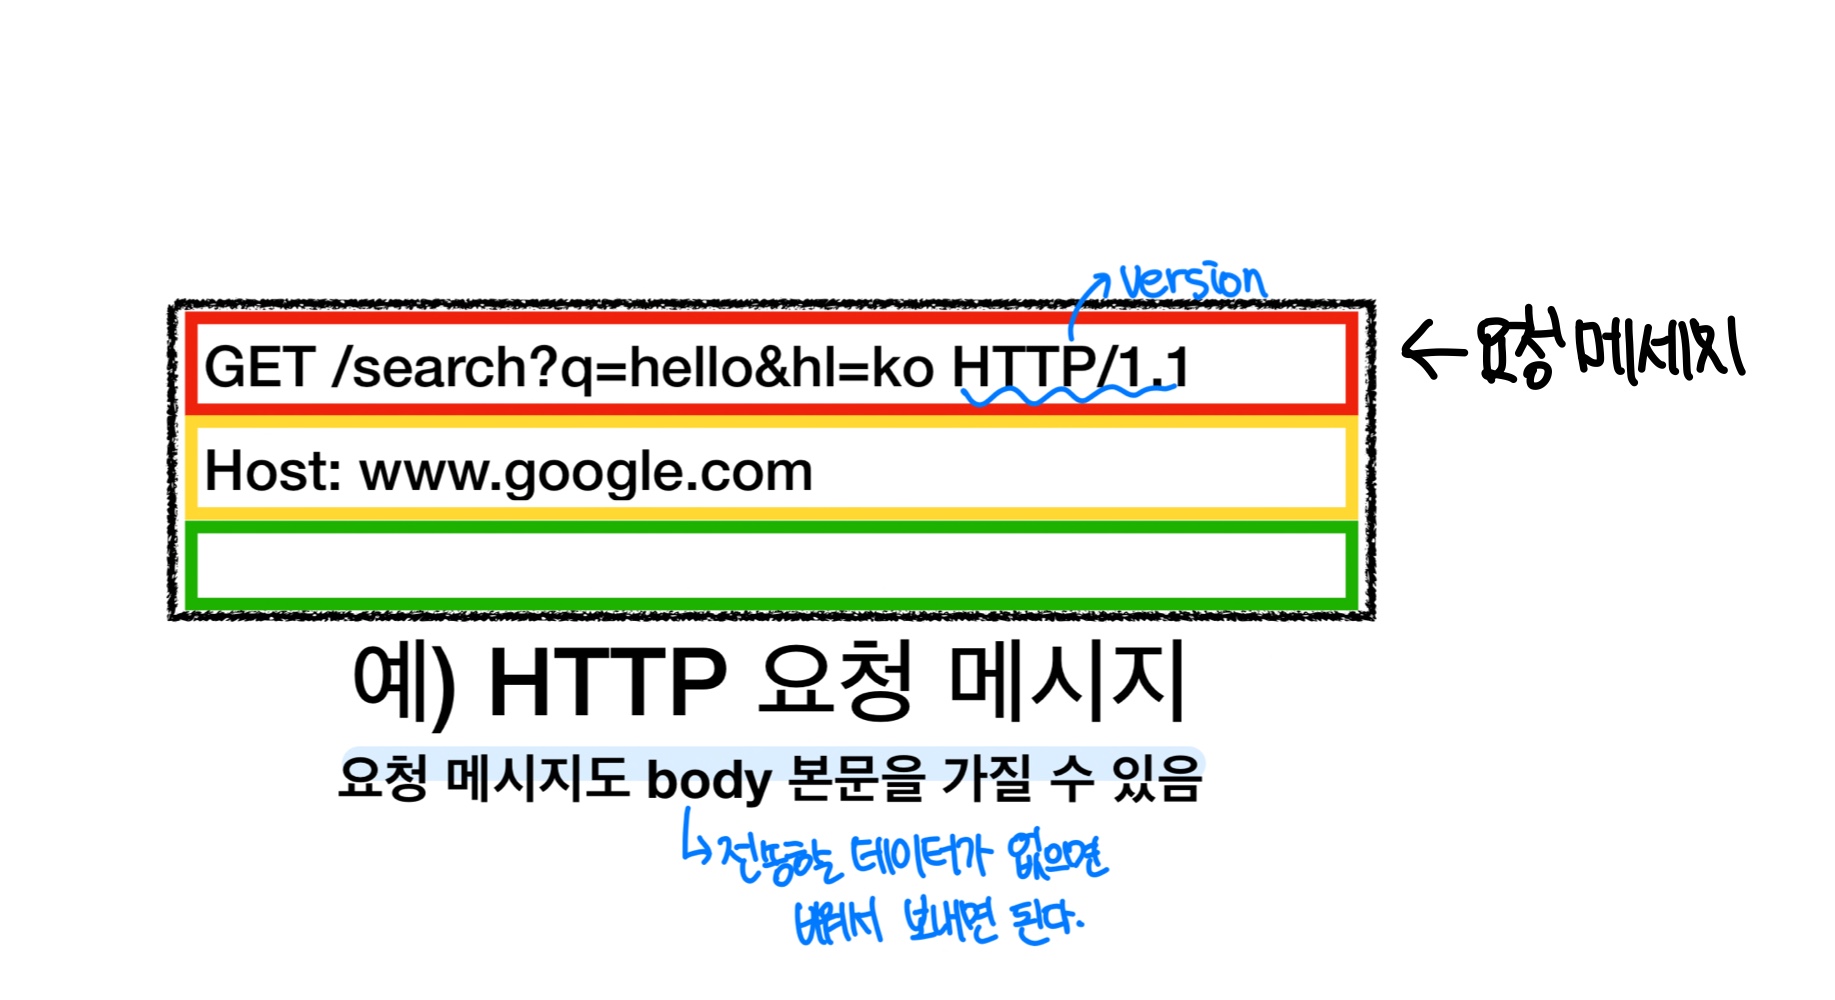 version
GET /search?q=hello&hl=ko HTTP/1.1
← 요청 메세지
Host: www.google.com
예) HTTP 요청 메시지
요청 메시지도 body 본문을 가질 수 있음
전송할 데이터가 없으면
비워서 보내면 된다.